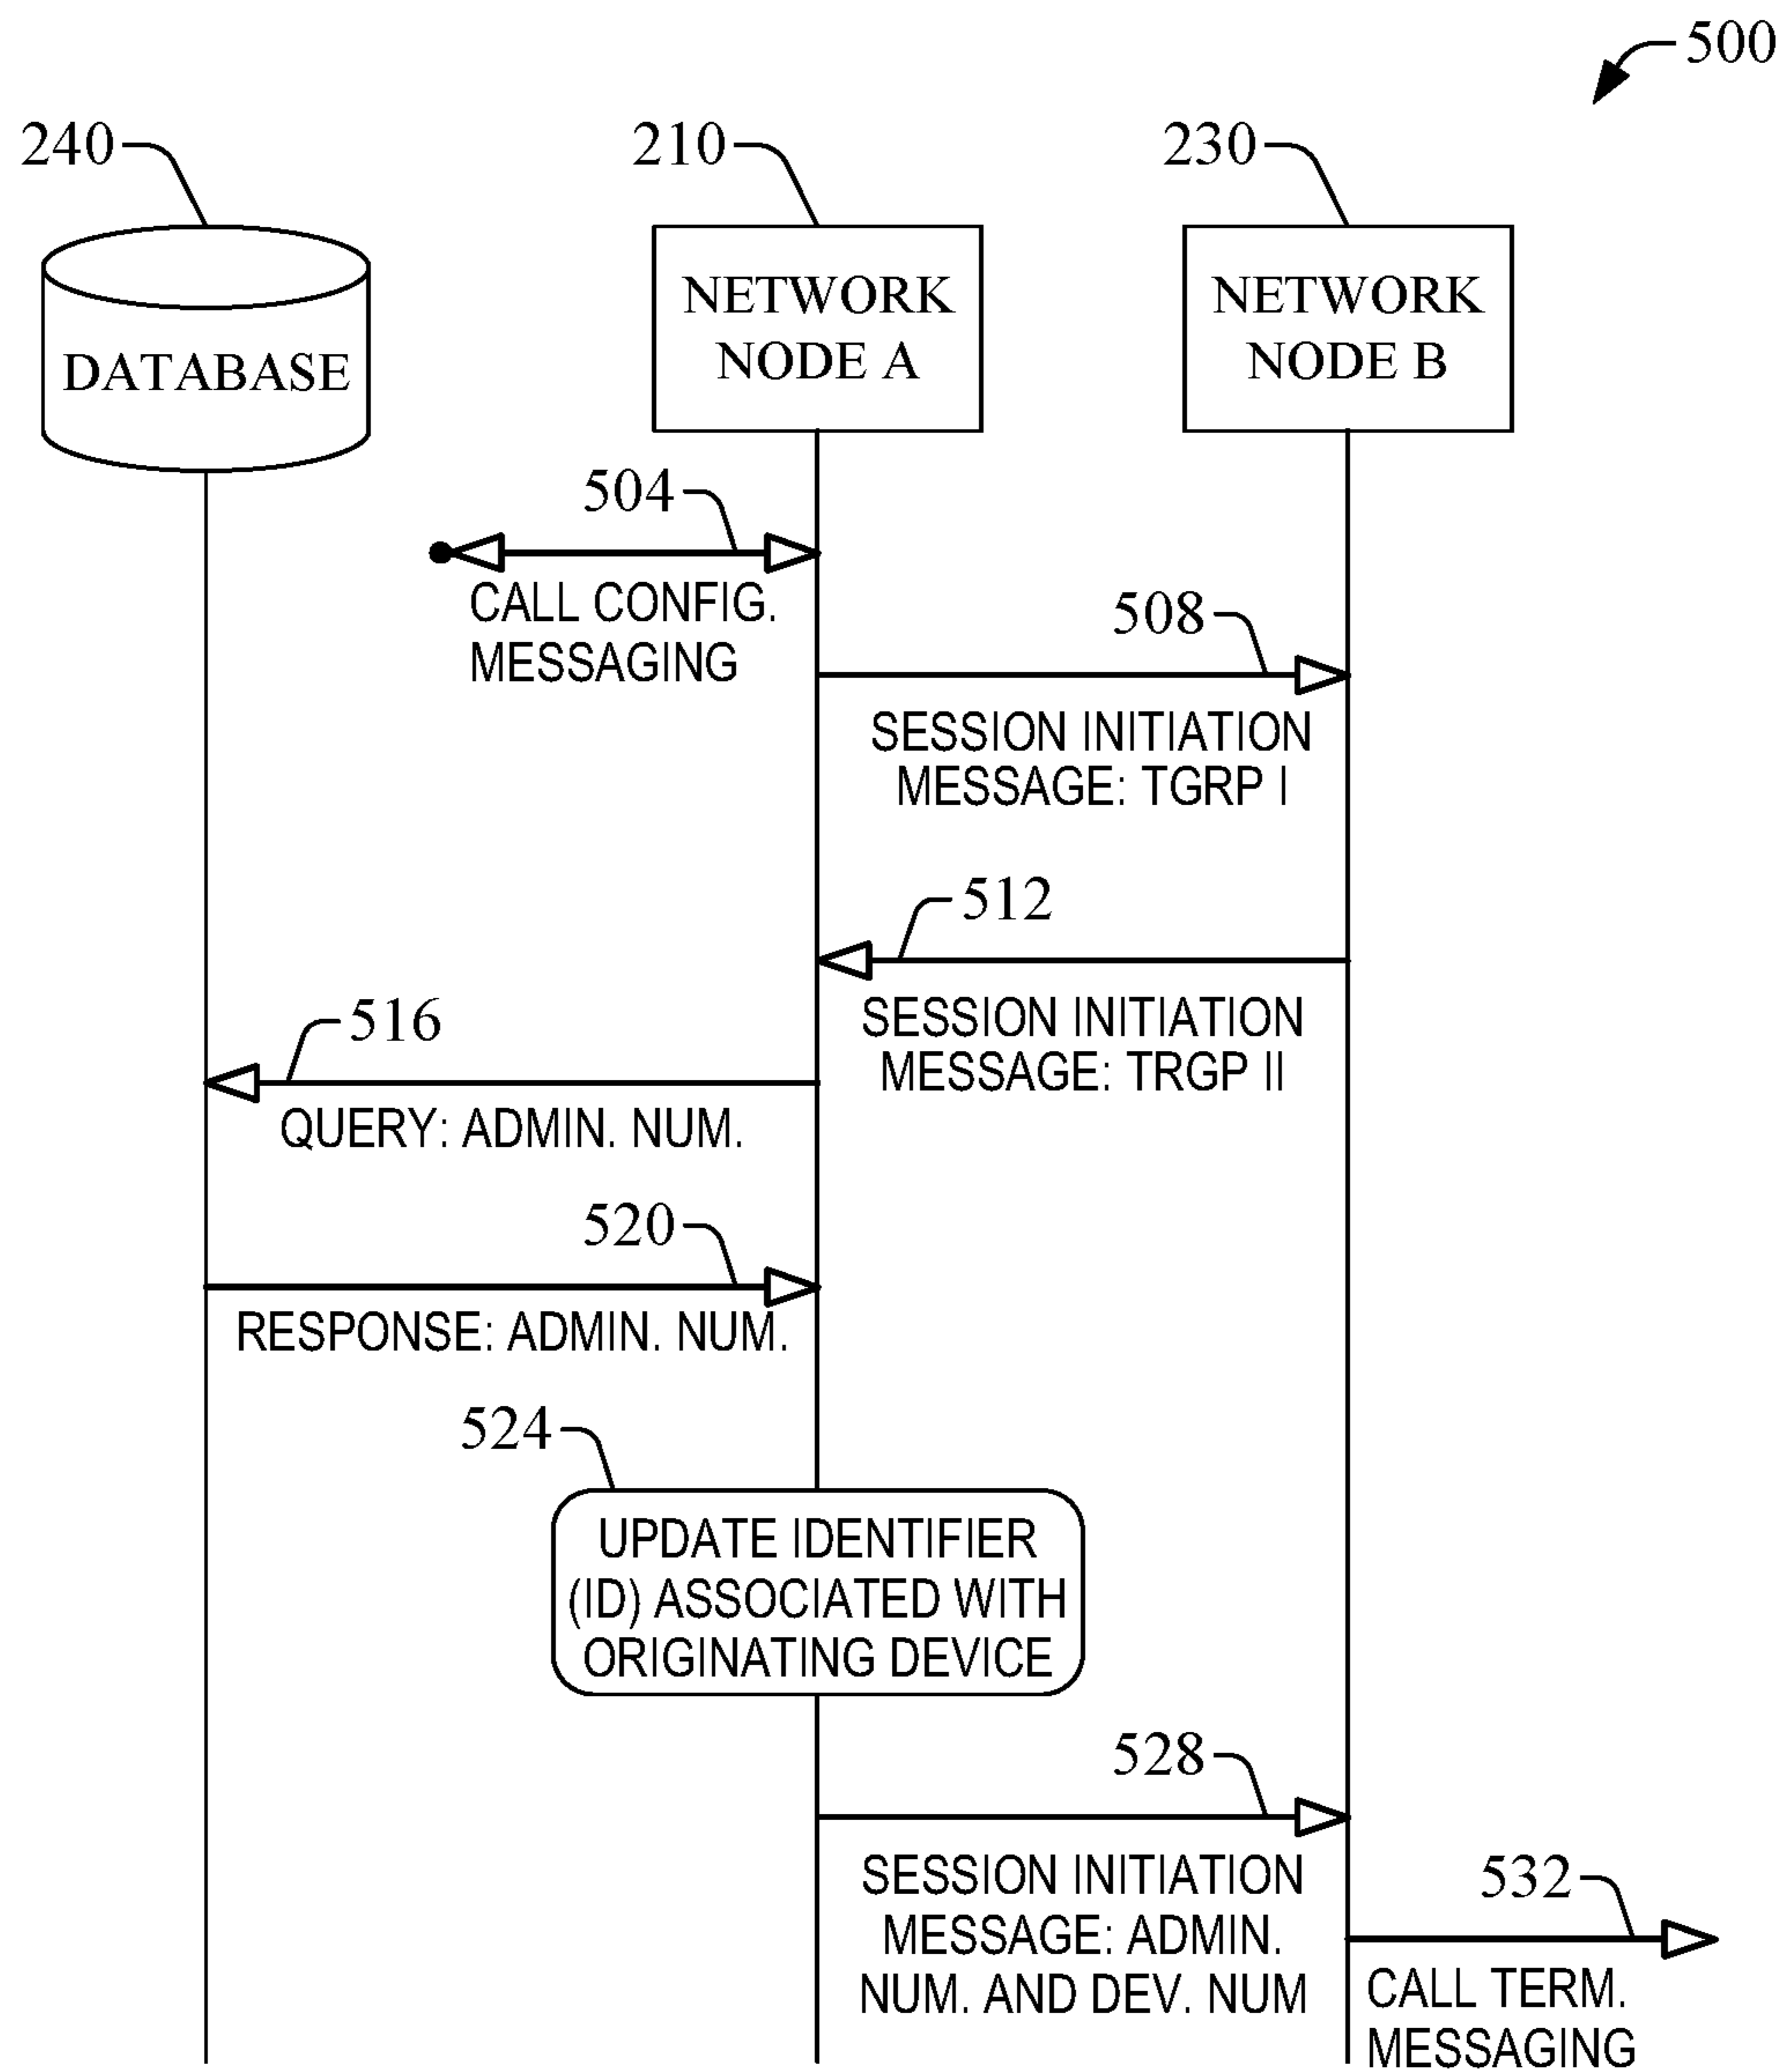 500
240
210
230
DATABASE
NETWORK
NODE A
NETWORK
NODE B
504
CALL CONFIG.
MESSAGING
508
SESSION INITIATION
MESSAGE: TGRP I
512
SESSION INITIATION
MESSAGE: TRGP II
516
QUERY: ADMIN. NUM.
520
RESPONSE: ADMIN. NUM.
524
UPDATE IDENTIFIER
(ID) ASSOCIATED WITH
ORIGINATING DEVICE
528
SESSION INITIATION
MESSAGE: ADMIN.
NUM. AND DEV. NUM
532
CALL TERM.
MESSAGING